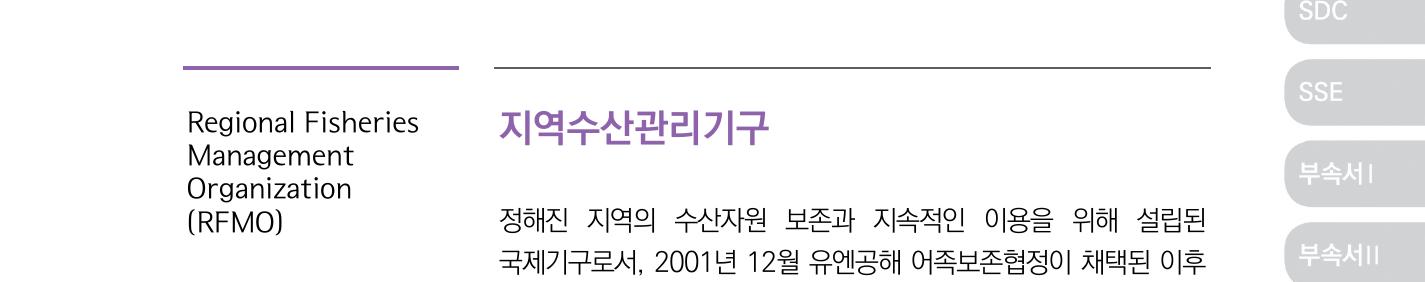 SDC
SSE
부속서 I
부속서 II
Regional Fisheries
Management
Organization
(RFMO)
지역수산관리기구
정해진 지역의 수산자원 보존과 지속적인 이용을 위해 설립된
국제기구로서, 2001년 12월 유엔공해 어족보존협정이 채택된 이후